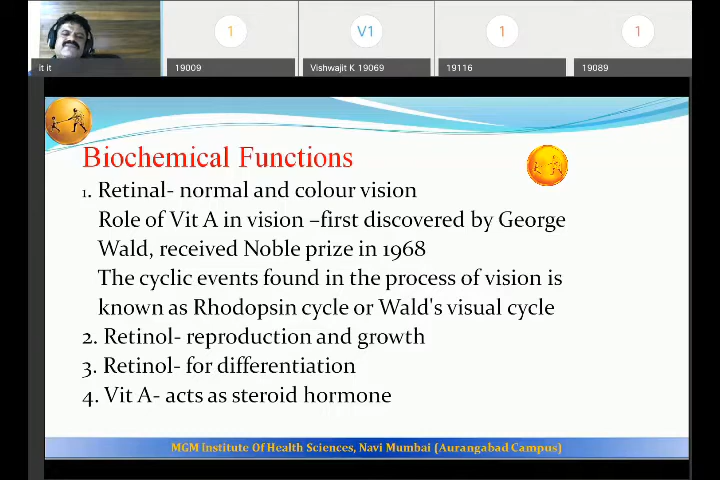 1
V1
1
1
it it
19009
Vishwajit K 19069
19116
19089
Biochemical Functions
1. Retinal- normal and colour vision
Role of Vit A in vision –first discovered by George
Wald, received Noble prize in 1968
The cyclic events found in the process of vision is
known as Rhodopsin cycle or Wald's visual cycle
2. Retinol- reproduction and growth
3. Retinol- for differentiation
4. Vit A- acts as steroid hormone
MGM Institute Of Health Sciences, Navi Mumbai (Aurangabad Campus)